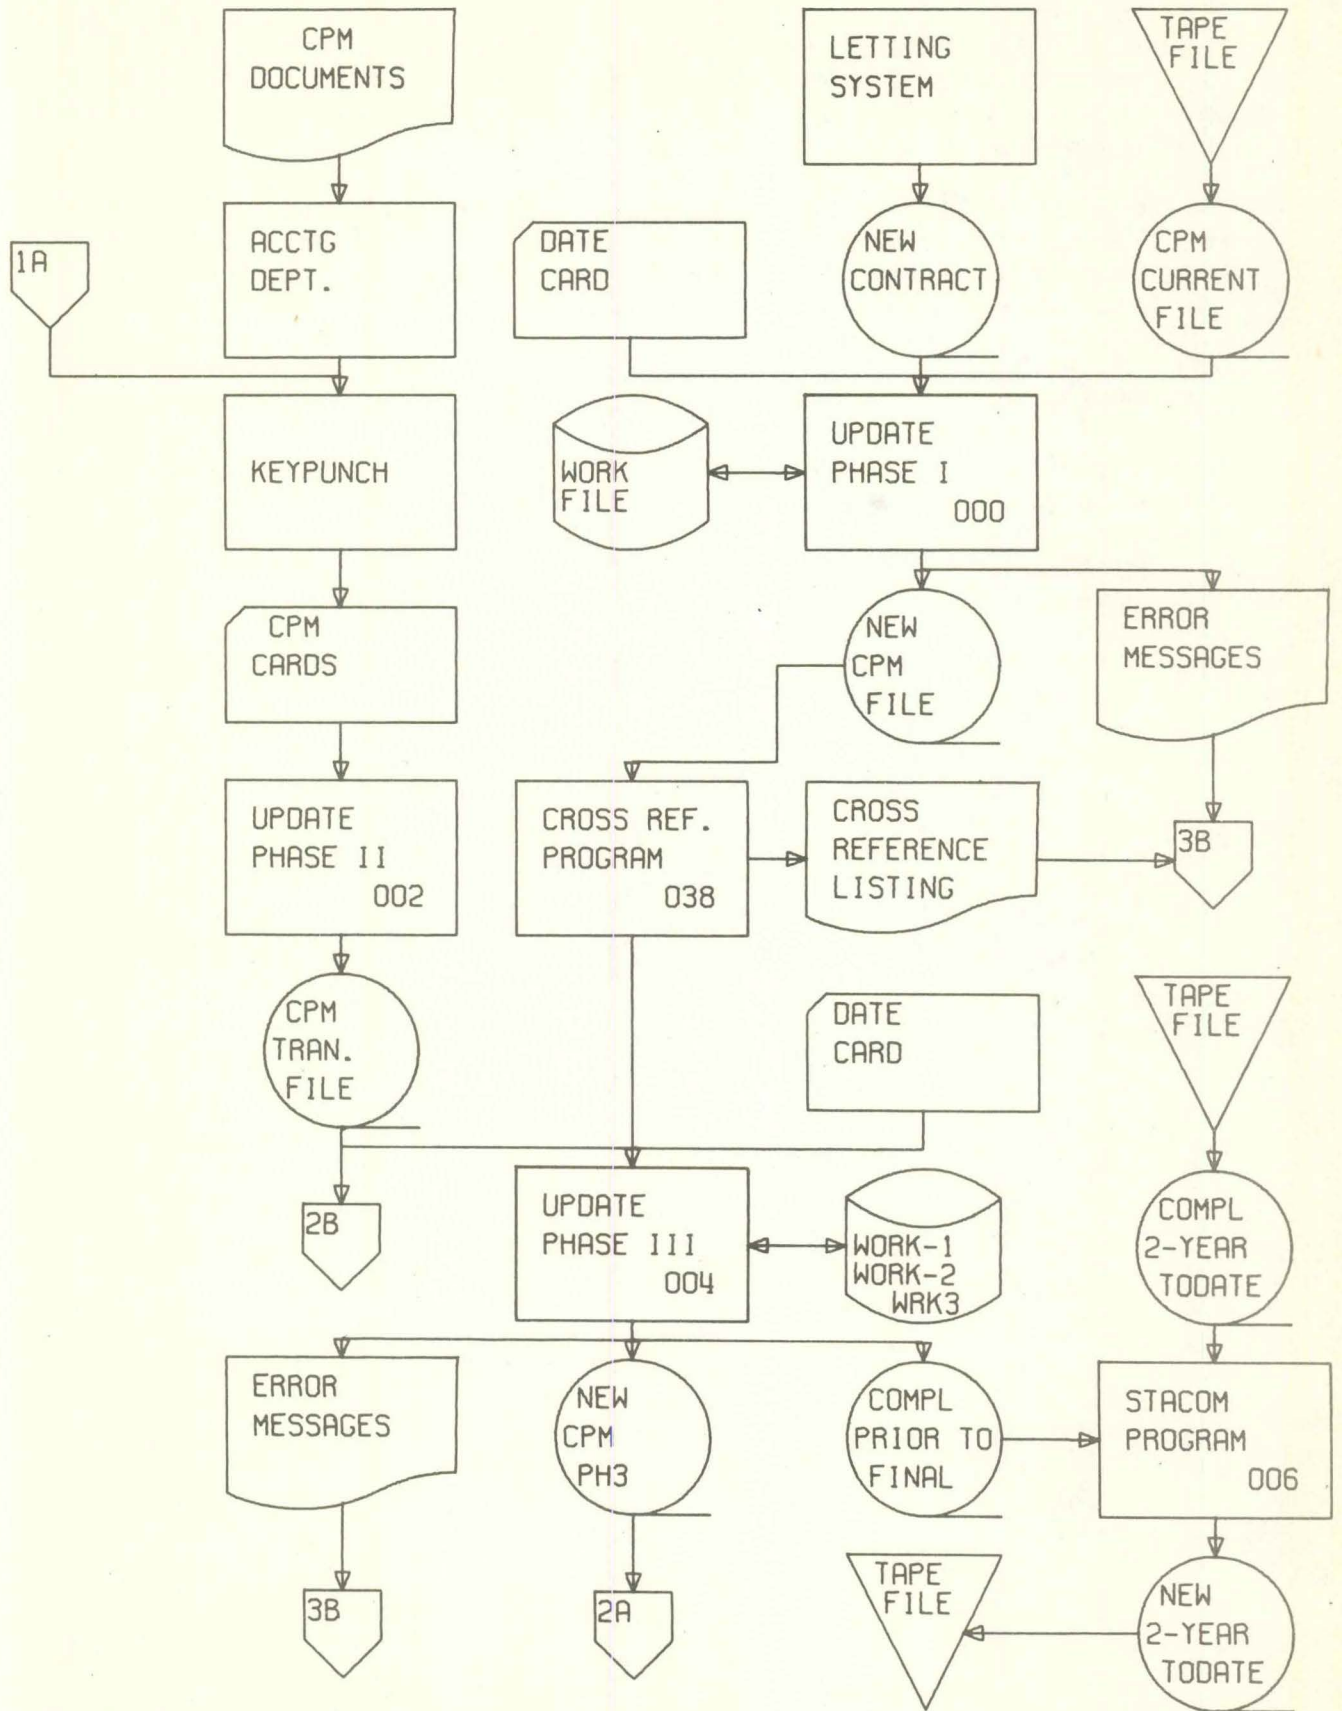 CPM
DOCUMENTS
LETTING
SYSTEM
TAPE
FILE
1A
ACCTG
DEPT.
DATE
CARD
NEW
CONTRACT
CPM
CURRENT
FILE
KEYPUNCH
WORK
FILE
UPDATE
PHASE I
000
CPM
CARDS
NEW
CPM
FILE
ERROR
MESSAGES
UPDATE
PHASE II
002
CROSS REF.
PROGRAM
038
CROSS
REFERENCE
LISTING
3B
CPM
TRAN.
FILE
DATE
CARD
TAPE
FILE
2B
UPDATE
PHASE III
004
WORK-1
WORK-2
WRK3
COMPL
2-YEAR
TODATE
ERROR
MESSAGES
NEW
CPM
PH3
COMPL
PRIOR TO
FINAL
STACOM
PROGRAM
006
3B
2A
TAPE
FILE
NEW
2-YEAR
TODATE